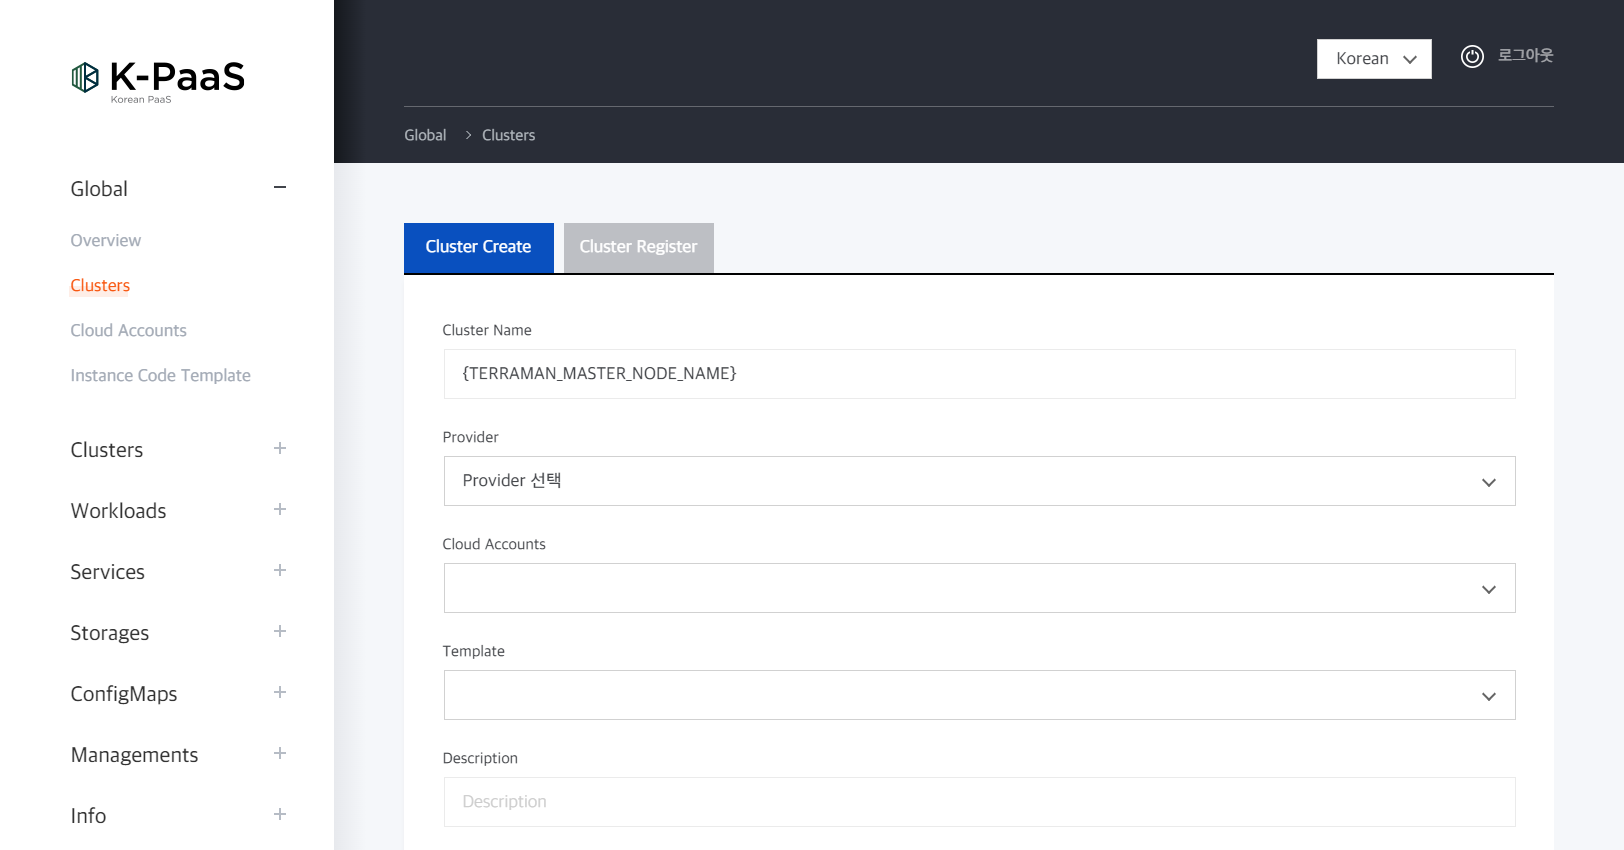 K-PaaS
Korean PaaS
Korean
로그아웃
Global > Clusters
Global
Overview
Clusters
Cloud Accounts
Instance Code Template
Clusters
Workloads
Services
Storages
ConfigMaps
Managements
Info
Cluster Create
Cluster Register
Cluster Name
{TERRAMAN_MASTER_NODE_NAME}
Provider
Provider 선택
Cloud Accounts
Template
Description
Description